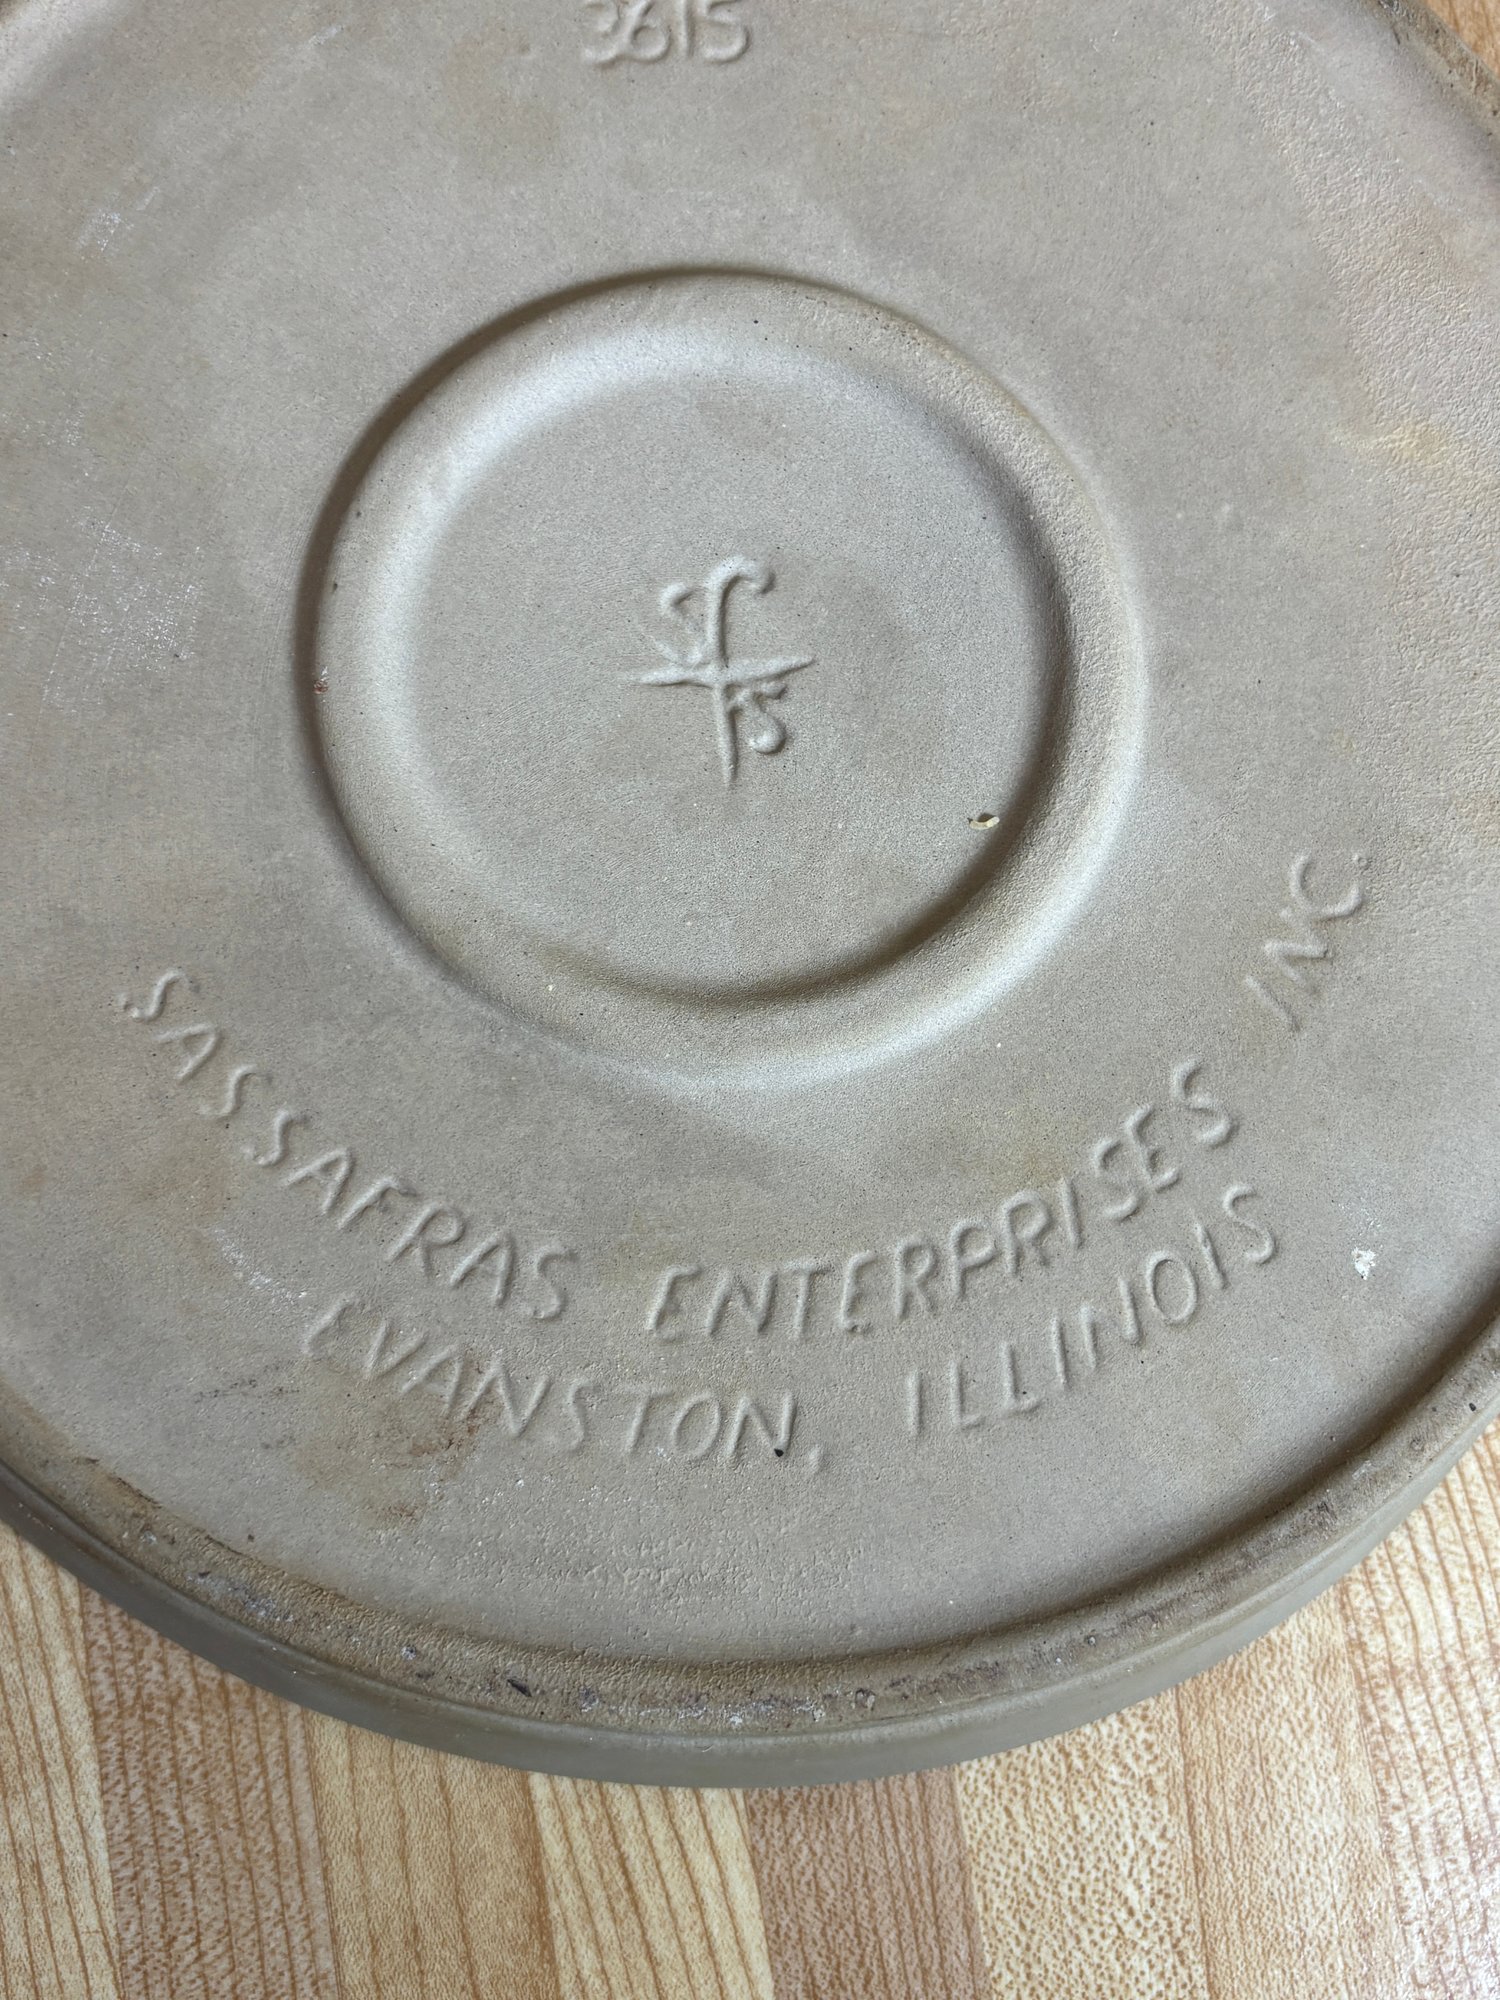 3615
SASSAFRAS ENTERPRISES INC.
EVANSTON, ILLINOIS